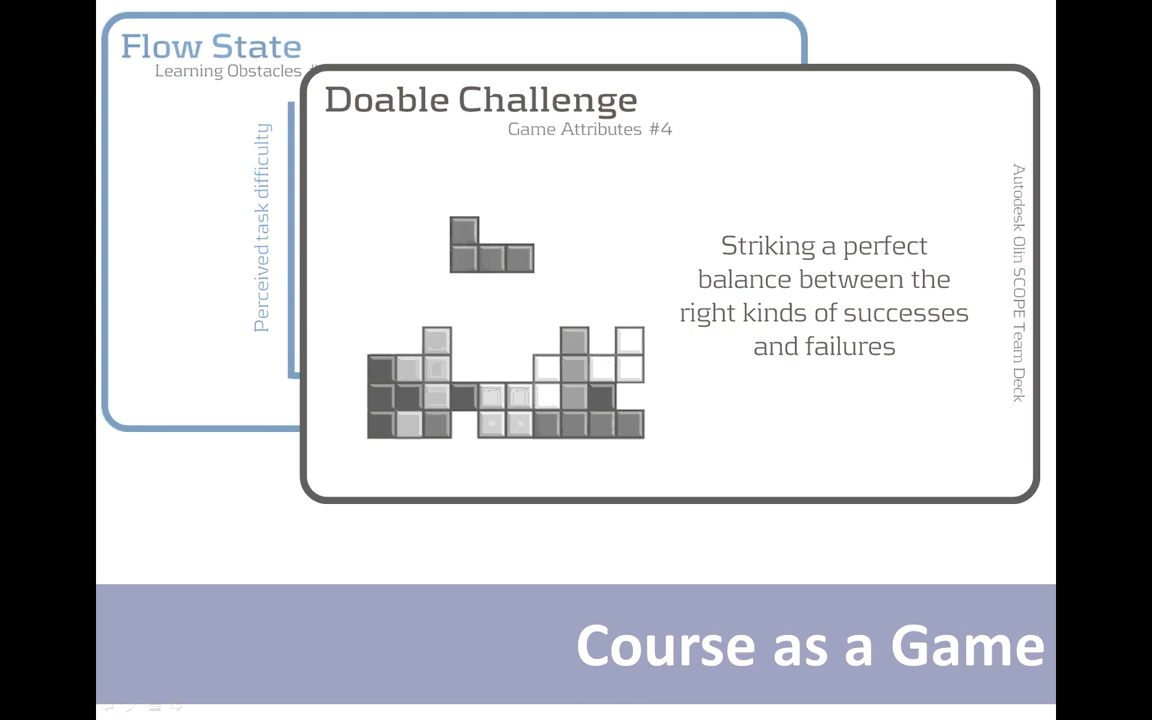 Flow State
Learning Obstacles
Perceived task difficulty
Doable Challenge
Game Attributes #4
Striking a perfect
balance between the
right kinds of successes
and failures
Autodesk Olin SCOPE Team Deck
Course as a Game